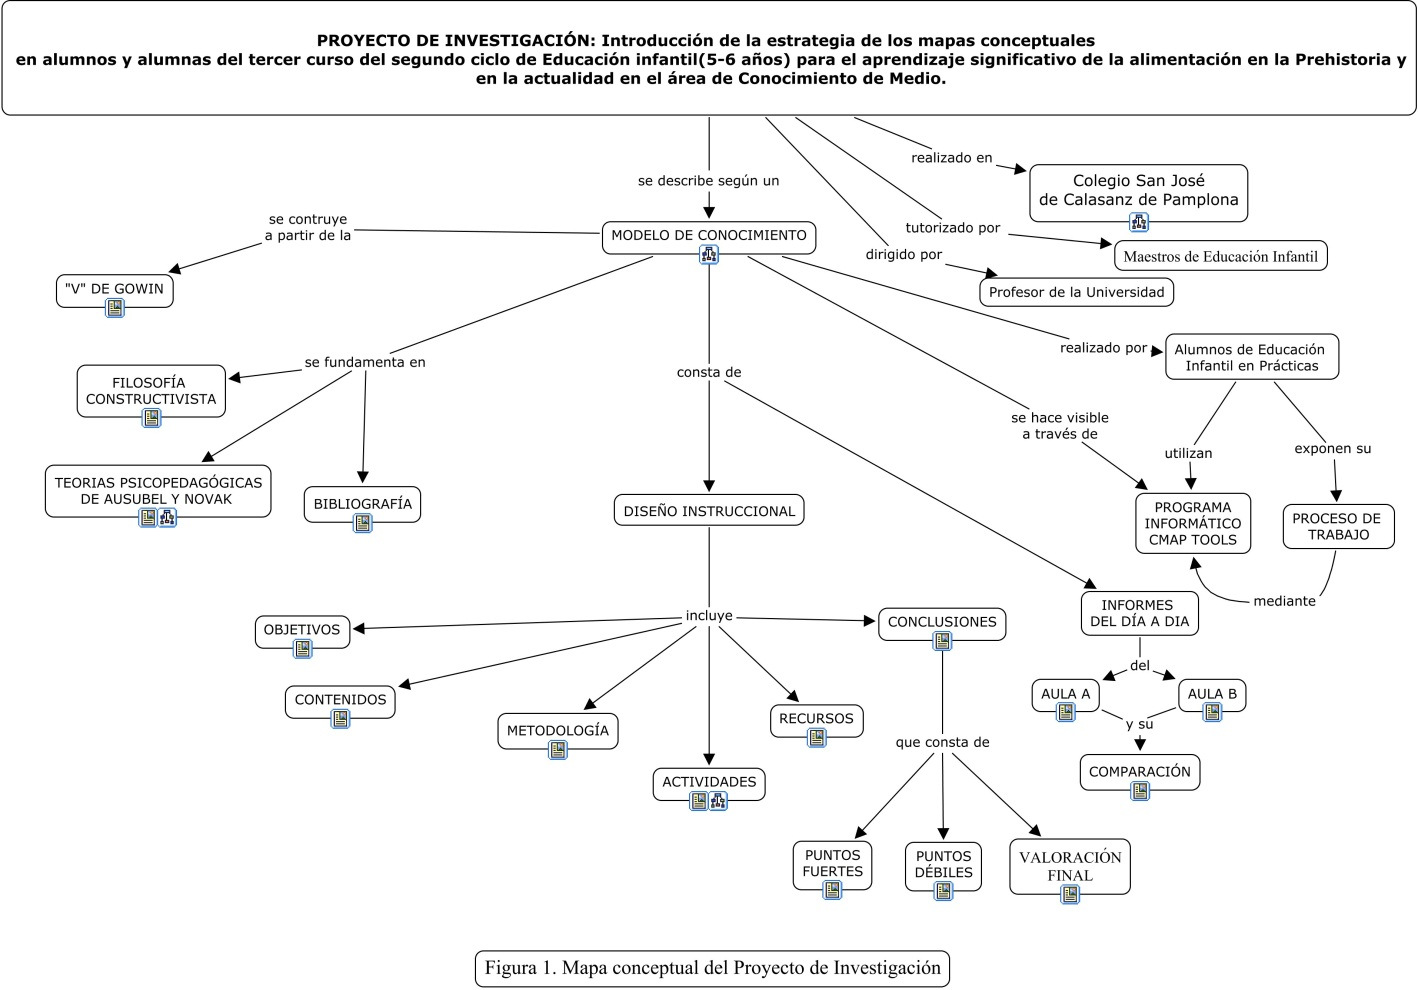 PROYECTO DE INVESTIGACIÓN: Introducción de la estrategia de los mapas conceptuales
en alumnos y alumnas del tercer curso del segundo ciclo de Educación infantil(5-6 años) para el aprendizaje significativo de la alimentación en la Prehistoria y
en la actualidad en el área de Conocimiento de Medio.
realizado en
Colegio San José
de Calasanz de Pamplona
se describe según un
tutorizado por
Maestros de Educación Infantil
dirigido por
Profesor de la Universidad
MODELO DE CONOCIMIENTO
se contruye
a partir de la
"V" DE GOWIN
se fundamenta en
FILOSOFÍA
CONSTRUCTIVISTA
TEORIAS PSICOPEDAGÓGICAS
DE AUSUBEL Y NOVAK
BIBLIOGRAFÍA
consta de
realizado por
Alumnos de Educación
Infantil en Prácticas
se hace visible
a través de
utilizan
exponen su
PROGRAMA
INFORMÁTICO
CMAP TOOLS
PROCESO DE
TRABAJO
mediante
DISEÑO INSTRUCCIONAL
incluye
OBJETIVOS
CONTENIDOS
METODOLOGÍA
ACTIVIDADES
RECURSOS
CONCLUSIONES
que consta de
PUNTOS
FUERTES
PUNTOS
DÉBILES
VALORACIÓN
FINAL
INFORMES
DEL DÍA A DIA
del
AULA A
AULA B
y su
COMPARACIÓN
Figura 1. Mapa conceptual del Proyecto de Investigación